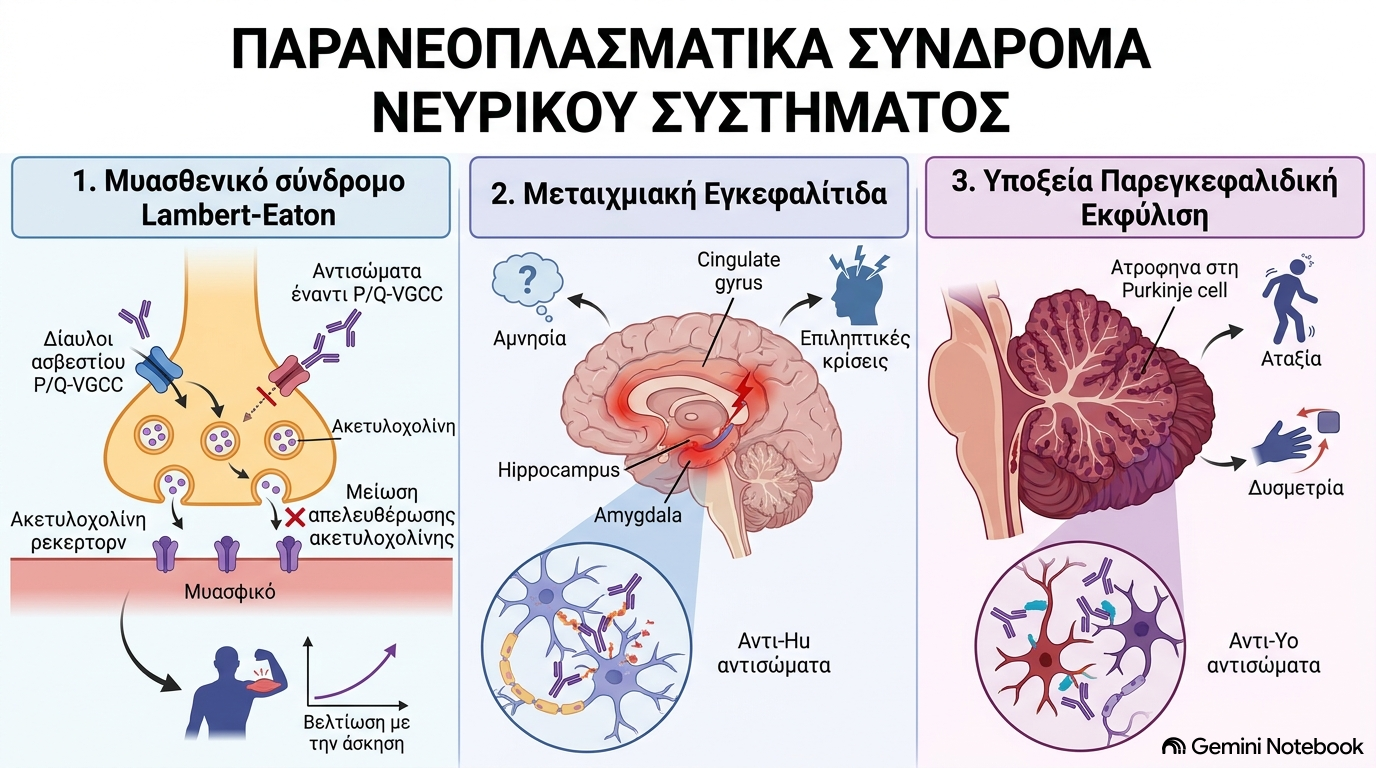 ΠΑΡΑΝΕΟΠΛΑΣΜΑΤΙΚΑ ΣΥΝΔΡΟΜΑ
ΝΕΥΡΙΚΟΥ ΣΥΣΤΗΜΑΤΟΣ
1. Μυασθενικό σύνδρομο
Lambert-Eaton
Αντισώματα
έναντι P/Q-VGCC
Δίαυλοι
ασβεστίου
P/Q-VGCC
Ακετυλοχολίνη
Ακετυλοχολίνη
ρεκερτορν
Μείωση
απελευθέρωσης
ακετυλοχολίνης
Μυασφικό
Βελτίωση με
την άσκηση
2. Μεταιχμιακή Εγκεφαλίτιδα
?
Αμνησία
Cingulate
gyrus
Επιληπτικές
κρίσεις
Hippocampus
Amygdala
Αντι-Hu
αντισώματα
3. Υποξεία Παρεγκεφαλιδική
Εκφύλιση
Ατροφηνα στη
Purkinje cell
Αταξία
Δυσμετρία
Αντι-Yo
αντισώματα
Gemini Notebook